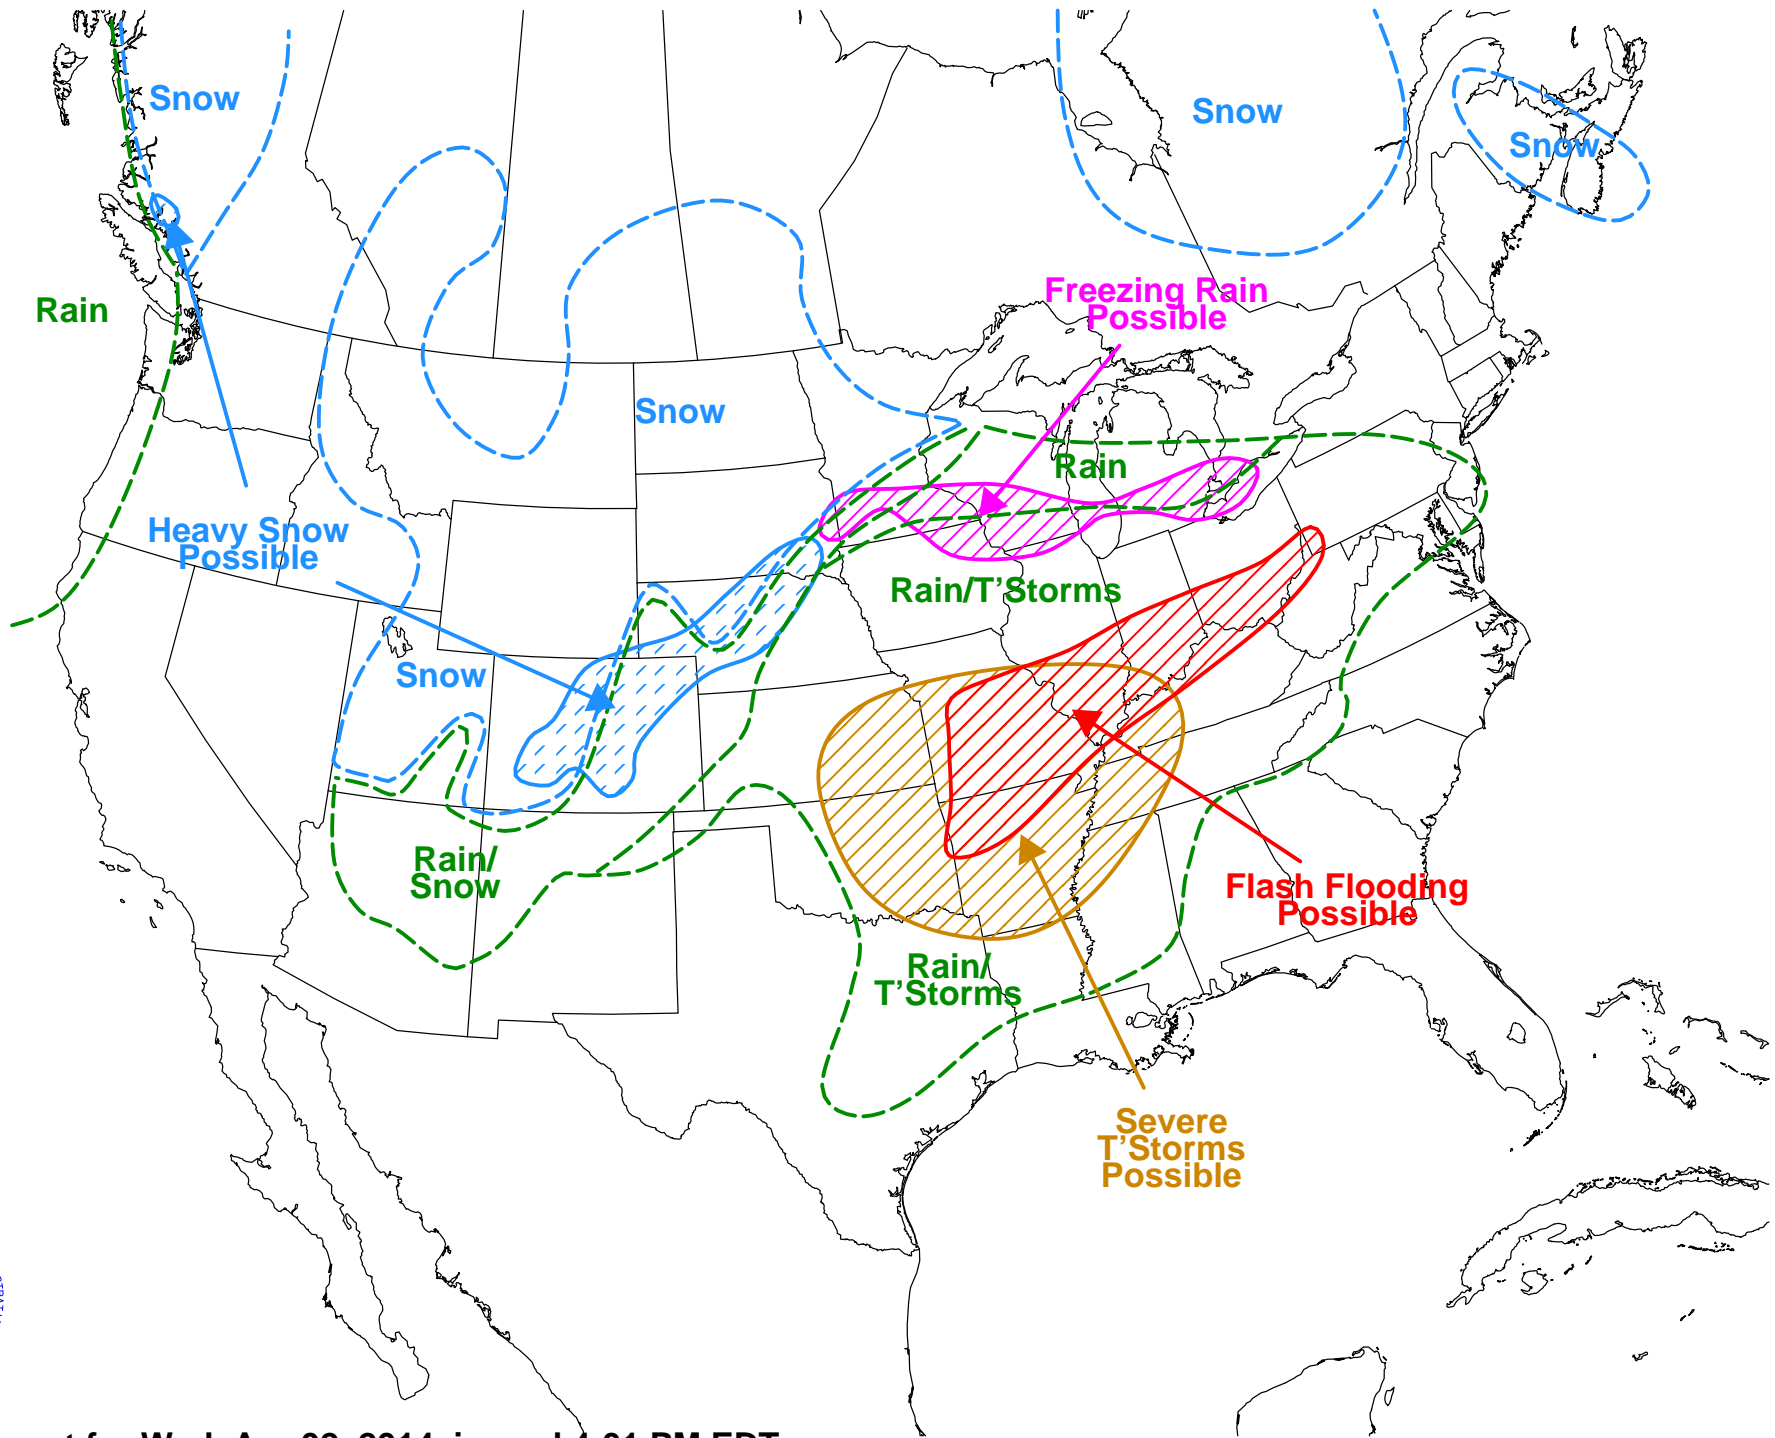 Snow
Snow
Snow
Freezing Rain
Possible
Rain
Snow
Rain
Heavy Snow
Possible
Rain/T'Storms
Snow
Rain/
Snow
Flash Flooding
Possible
Rain/
T'Storms
Severe
T'Storms
Possible